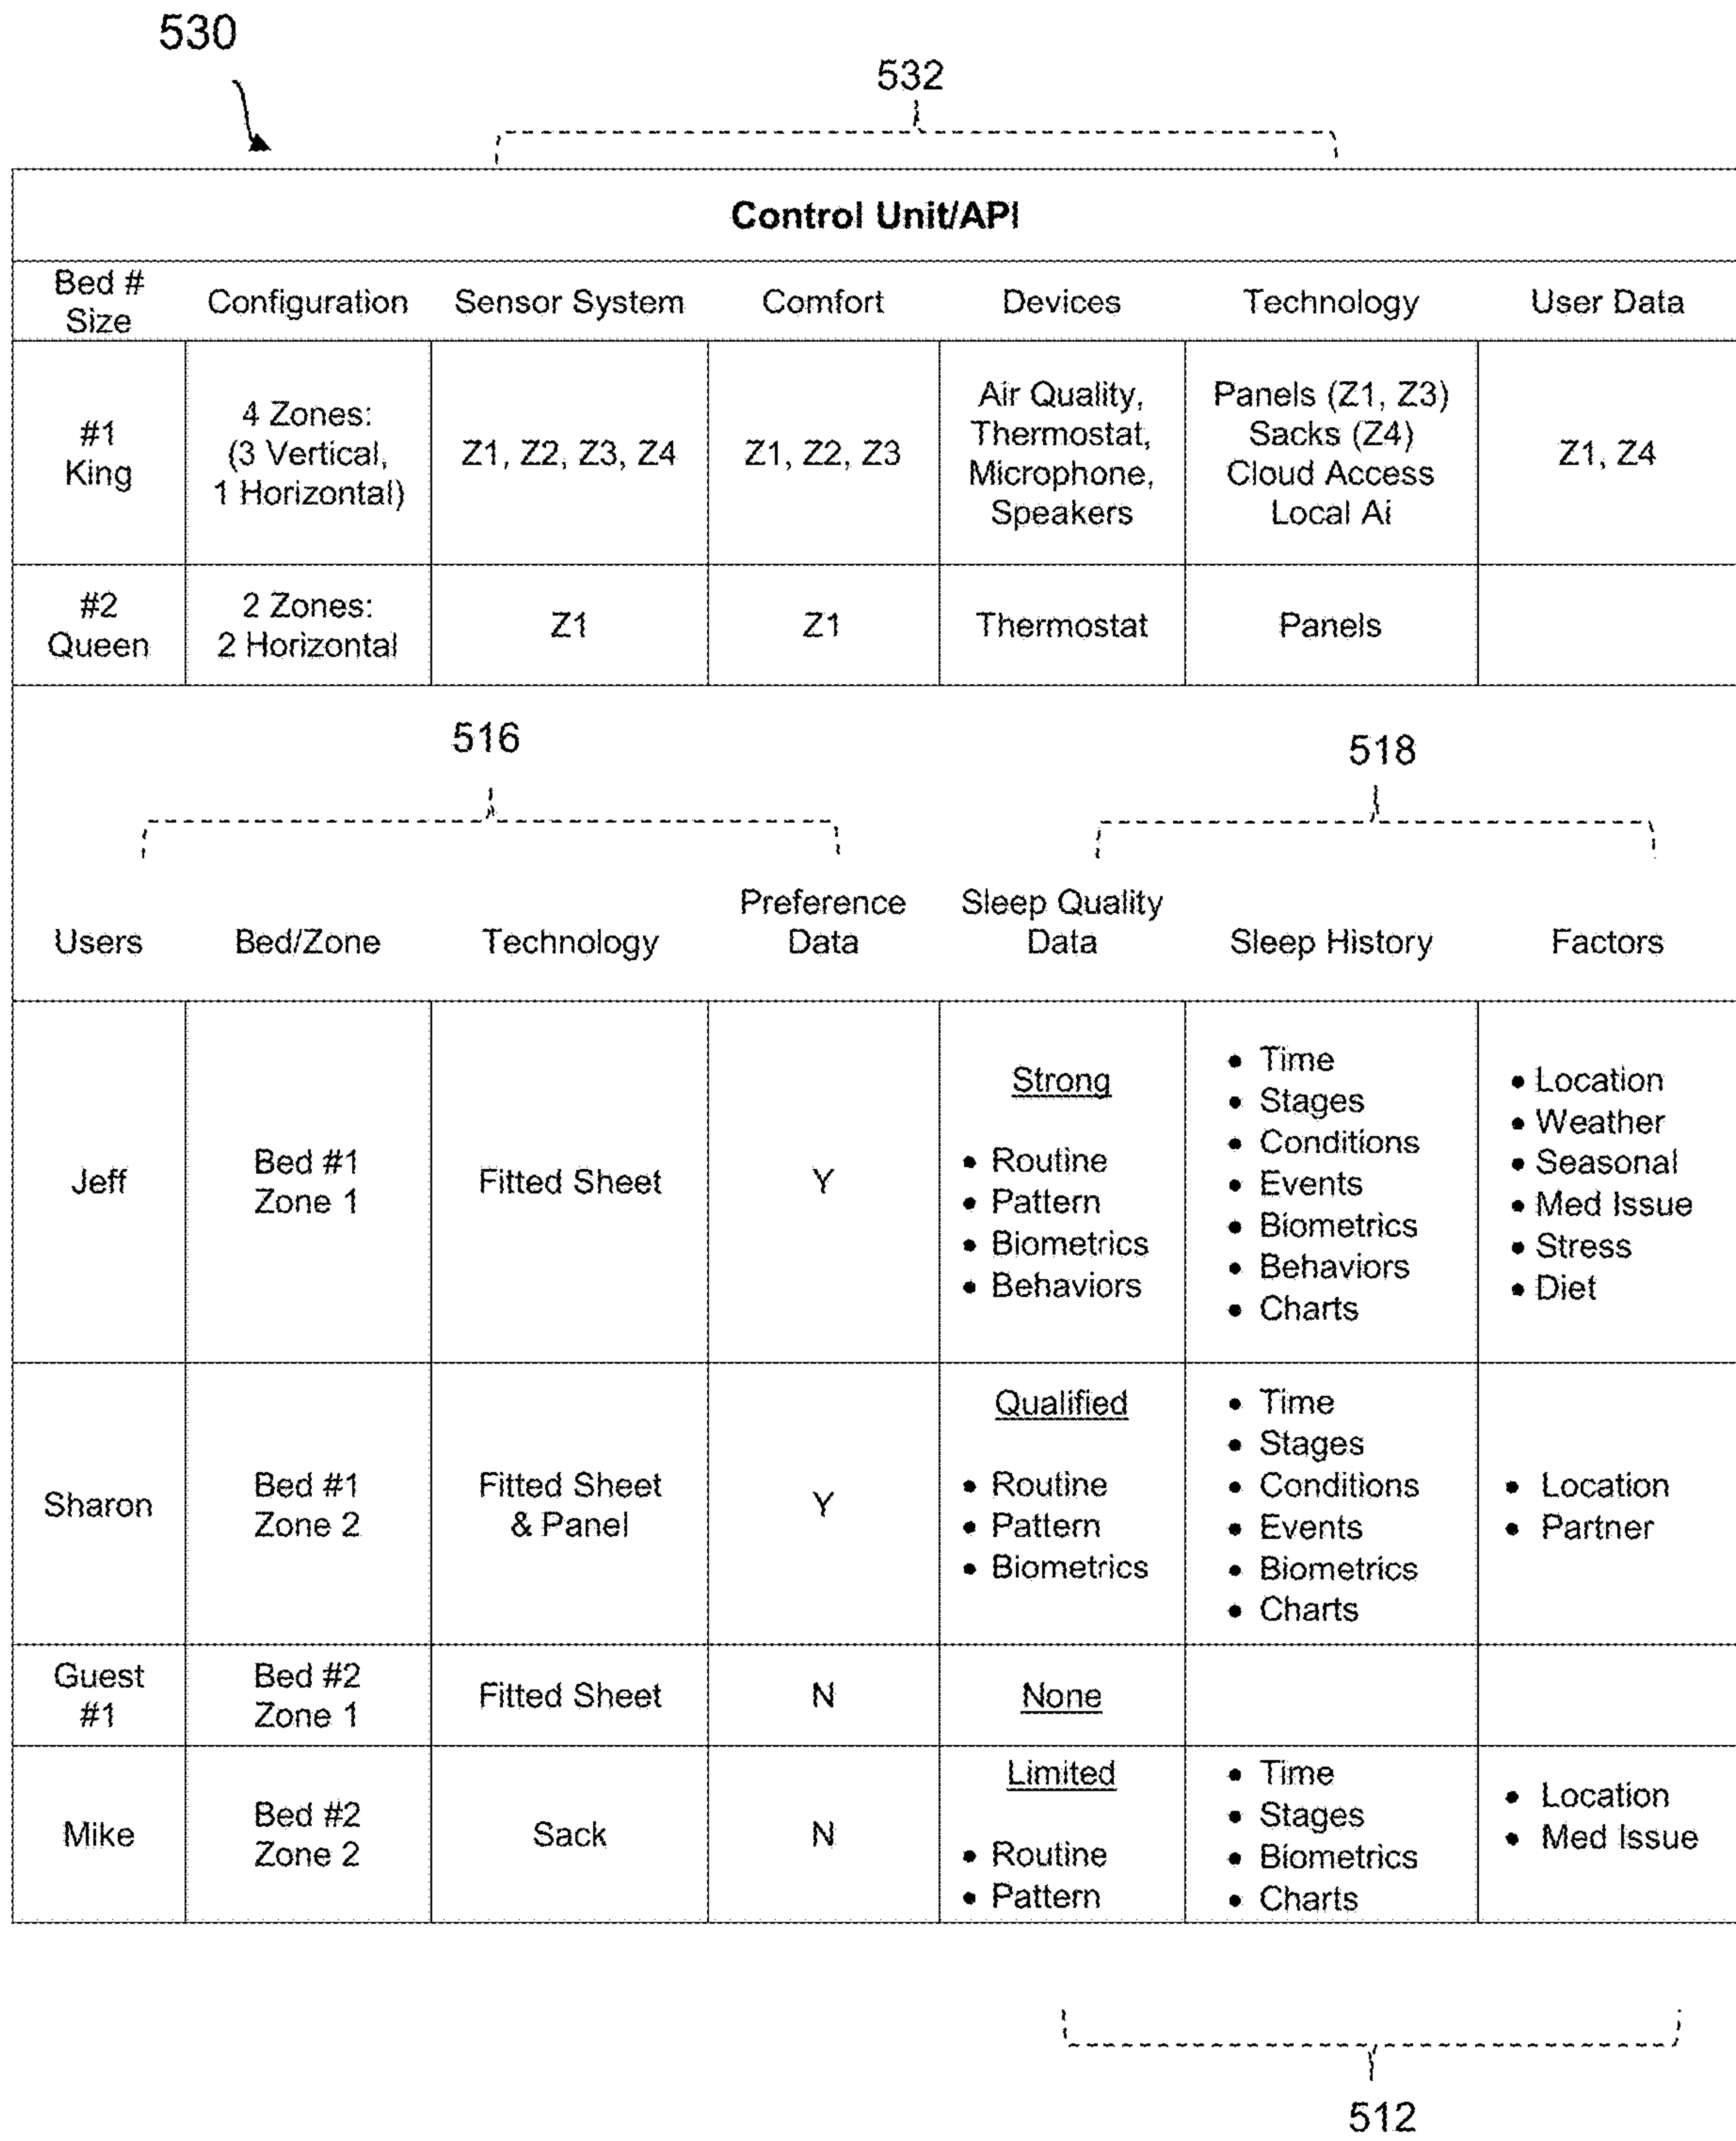 530
532
Control Unit/API
Bed #
Size
Configuration
Sensor System
Comfort
Devices
Technology
User Data
#1
King
4 Zones:
(3 Vertical,
1 Horizontal)
Z1, Z2, Z3, Z4
Z1, Z2, Z3
Air Quality,
Thermostat,
Microphone,
Speakers
Panels (Z1, Z3)
Sacks (Z4)
Cloud Access
Local Ai
Z1, Z4
#2
Queen
2 Zones:
2 Horizontal
Z1
Z1
Thermostat
Panels
516
518
Users
Bed/Zone
Technology
Preference
Data
Sleep Quality
Data
Sleep History
Factors
Jeff
Bed #1
Zone 1
Fitted Sheet
Y
Strong
• Routine
• Pattern
• Biometrics
• Behaviors
• Time
• Stages
• Conditions
• Events
• Biometrics
• Behaviors
• Charts
• Location
• Weather
• Seasonal
• Med Issue
• Stress
• Diet
Sharon
Bed #1
Zone 2
Fitted Sheet
& Panel
Y
Qualified
• Routine
• Pattern
• Biometrics
• Time
• Stages
• Conditions
• Events
• Biometrics
• Charts
• Location
• Partner
Guest
#1
Bed #2
Zone 1
Fitted Sheet
N
None
Mike
Bed #2
Zone 2
Sack
N
Limited
• Routine
• Pattern
• Time
• Stages
• Biometrics
• Charts
• Location
• Med Issue
512